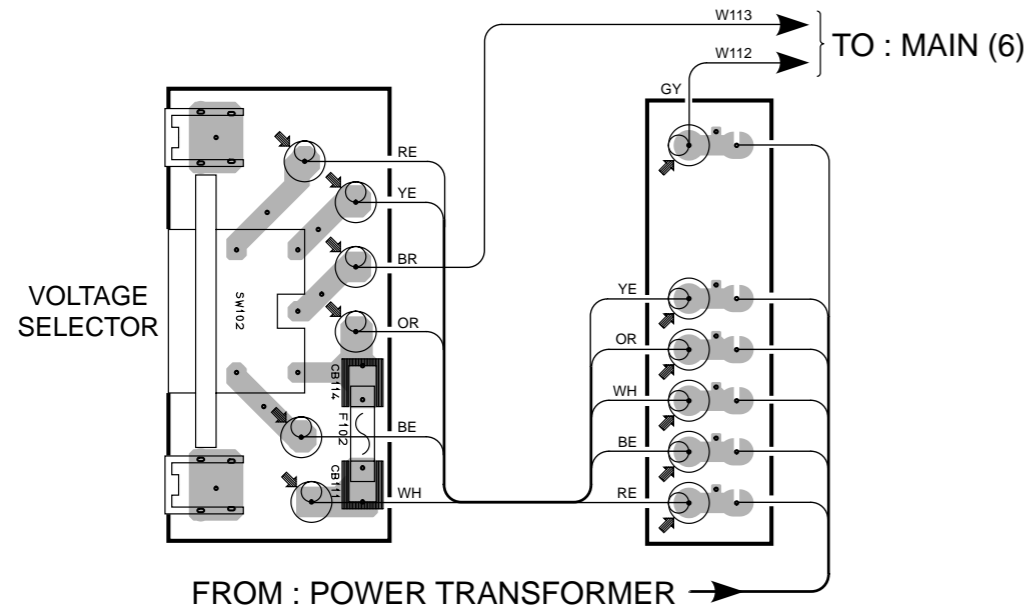 W113
TO : MAIN (6)
W112
GY
RE
YE
BR
VOLTAGE
SELECTOR
SW102
YE
OR
OR
CB114
WH
F102
BE
BE
CB11
WH
RE
FROM : POWER TRANSFORMER